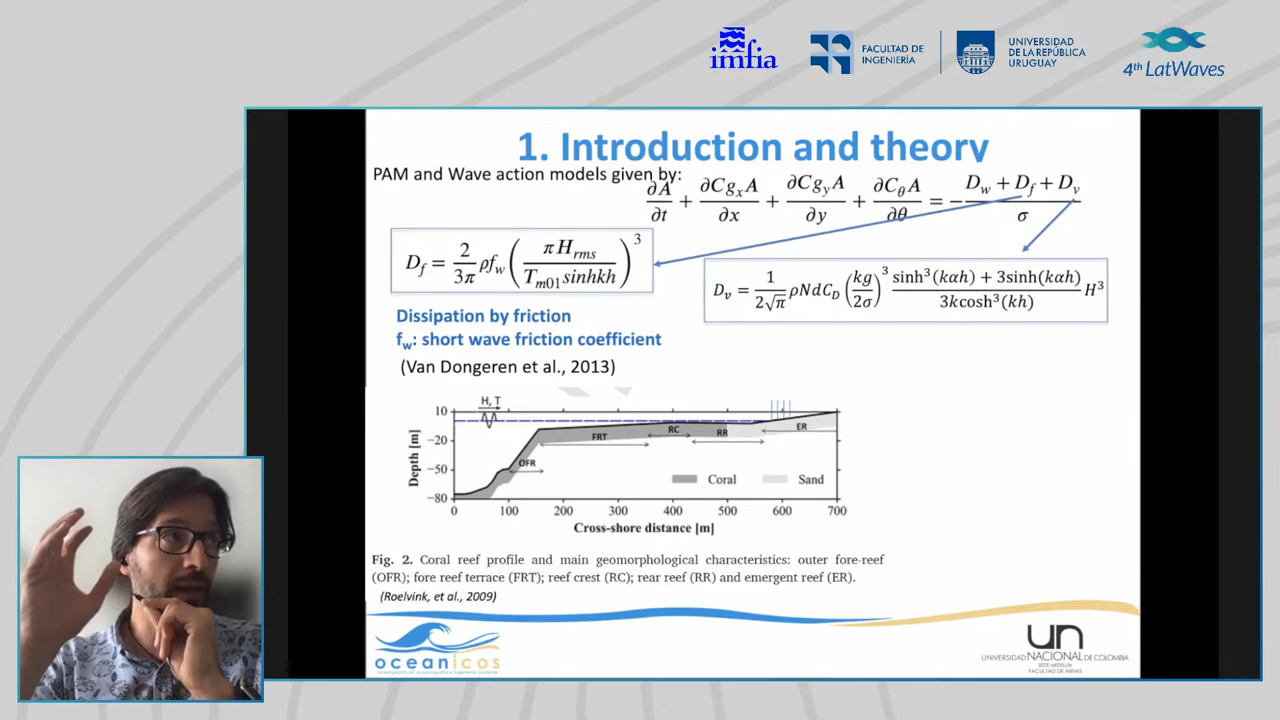 imfia
FACULTAD DE
INGENIERÍA
UNIVERSIDAD
DE LA REPÚBLICA
URUGUAY
4th LatWaves
1. Introduction and theory
PAM and Wave action models given by:
∂A/∂t + ∂Cg_xA/∂x + ∂Cg_yA/∂y + ∂C_θA/∂θ = -(D_w + D_f + D_v)/σ
D_f = 2/3π ρf_w (πH_rms/T_m01 sinhkh)^3
D_v = 1/2√π ρNdC_D (kg/2σ)^3 sinh^3(kαh) + 3sinh(kαh)/3kcosh^3(kh) H^3
Dissipation by friction
f_w: short wave friction coefficient
(Van Dongeren et al., 2013)
H, T
10
−20
−50
−80
Depth [m]
OFR
FRT
RC
RR
ER
Coral
Sand
0 100 200 300 400 500 600 700
Cross-shore distance [m]
Fig. 2. Coral reef profile and main geomorphological characteristics: outer fore-reef
(OFR); fore reef terrace (FRT); reef crest (RC); rear reef (RR) and emergent reef (ER).
(Roelvink, et al., 2009)
oceanicos
un
UNIVERSIDAD NACIONAL DE COLOMBIA
SEDE MEDELLÍN
FACULTAD DE MINAS